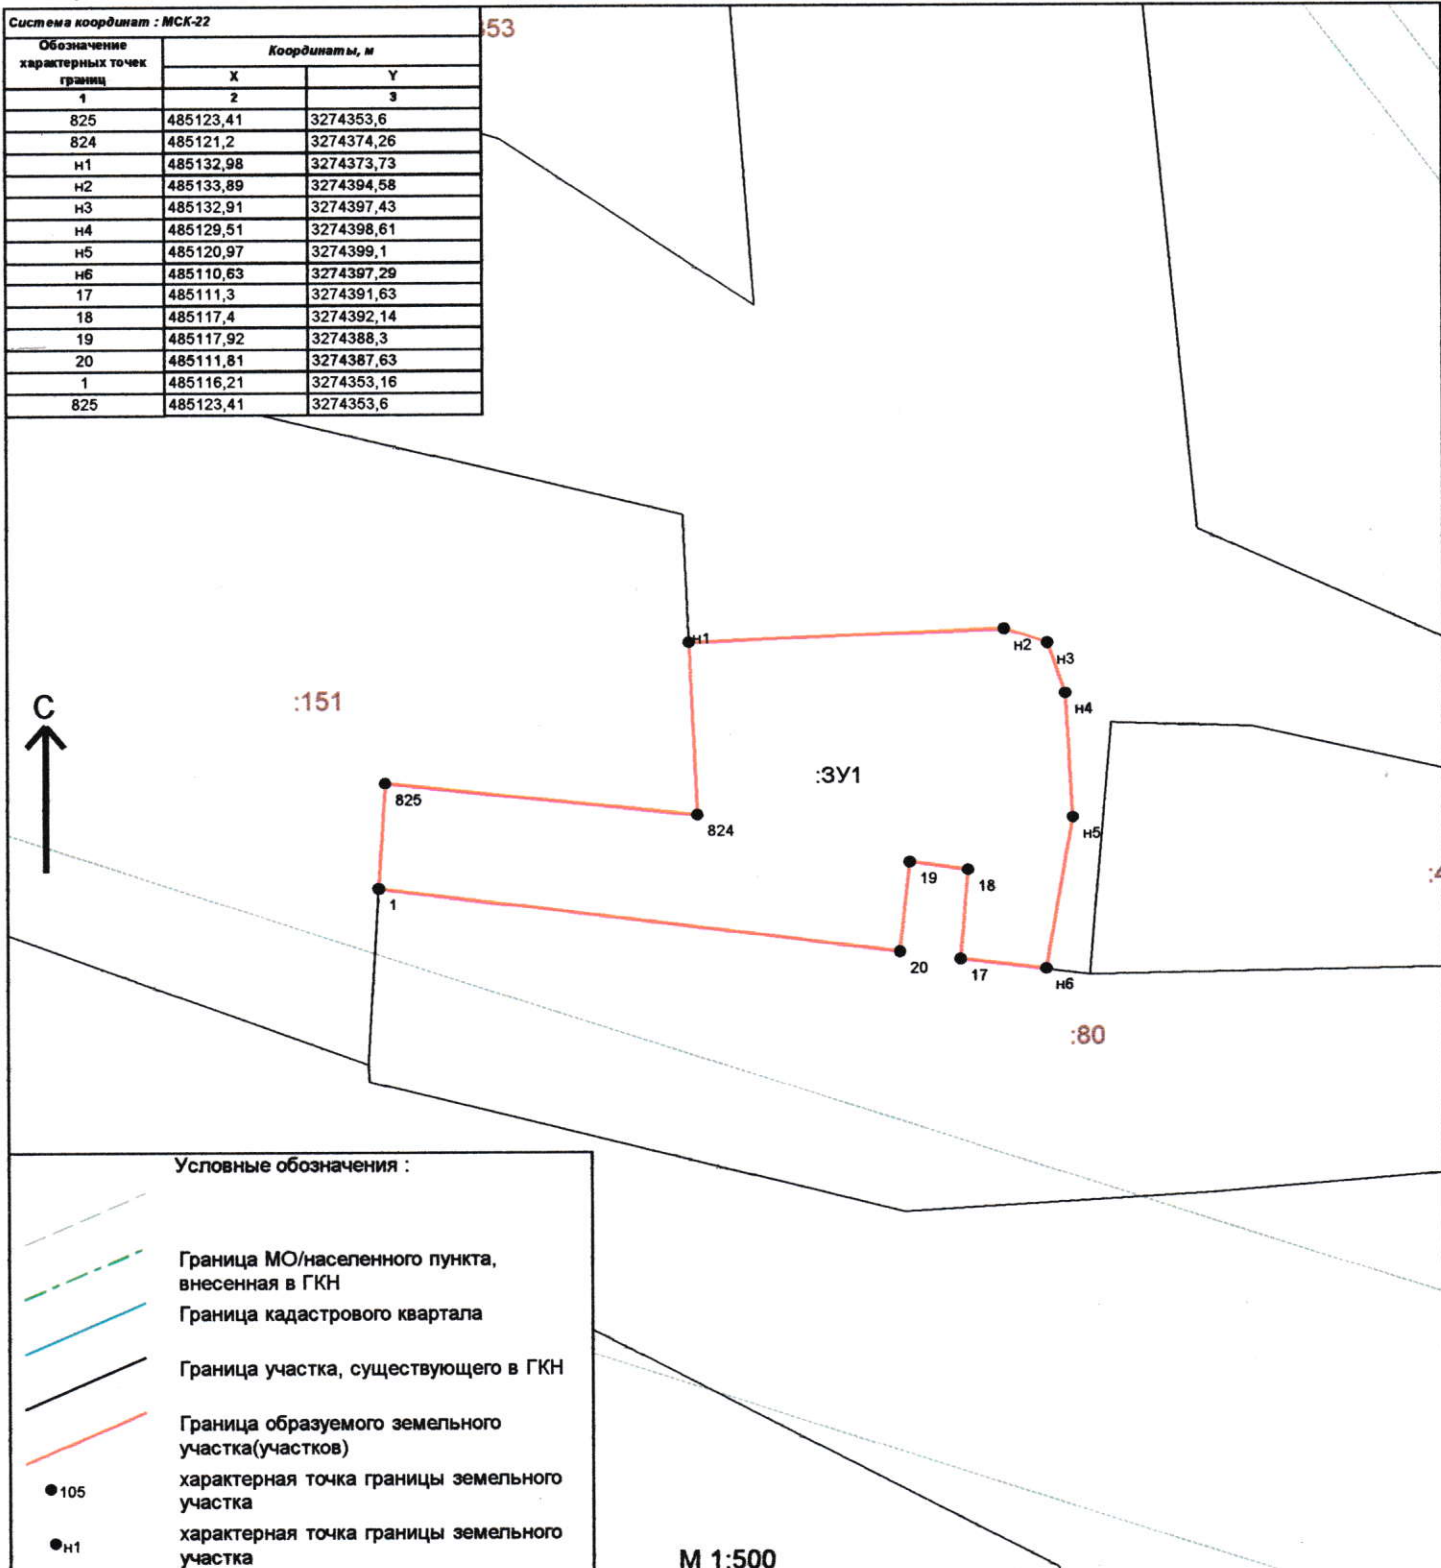 Система координат : МСК-22
Обозначение характерных точек границ
Координаты, м
X Y
1 2 3
825 485123,41 3274353,6
824 485121,2 3274374,26
н1 485132,98 3274373,73
н2 485133,89 3274394,58
н3 485132,91 3274397,43
н4 485129,51 3274398,61
н5 485120,97 3274399,1
н6 485110,63 3274397,29
17 485111,3 3274391,63
18 485117,4 3274392,14
19 485117,92 3274388,3
20 485111,81 3274387,63
1 485116,21 3274353,16
825 485123,41 3274353,6
353
н1
н2
н3
С
:151
н4
:ЗУ1
825
824
н5
19
18
:4
1
20
17
н6
:80
Условные обозначения :
Граница МО/населенного пункта,
внесенная в ГКН
Граница кадастрового квартала
Граница участка, существующего в ГКН
Граница образуемого земельного
участка(участков)
105
характерная точка границы земельного
участка
н1
характерная точка границы земельного
участка
М 1:500